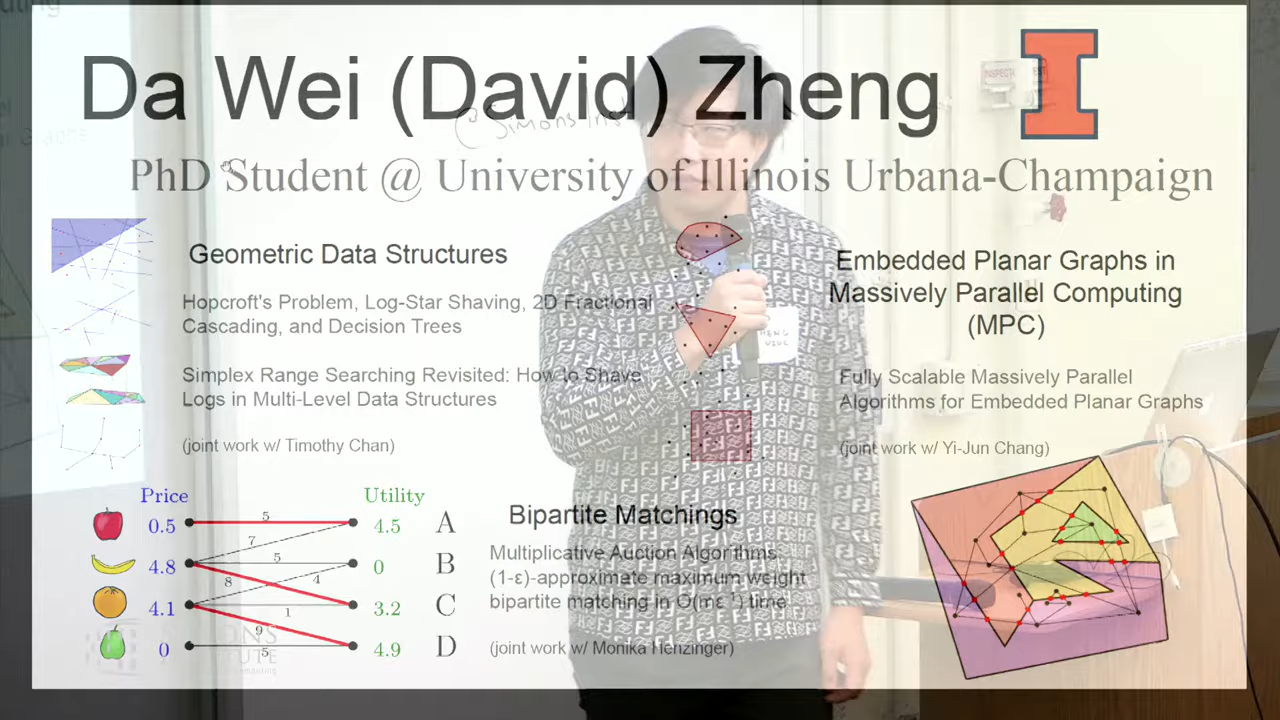 Da Wei (David) Zheng
@Simons Inst
PhD Student @ University of Illinois Urbana-Champaign
Geometric Data Structures
Hopcroft's Problem, Log-Star Shaving, 2D Fractional
Cascading, and Decision Trees
Simplex Range Searching Revisited: How to Shave
Logs in Multi-Level Data Structures
(joint work w/ Timothy Chan)
Embedded Planar Graphs in
Massively Parallel Computing
(MPC)
Fully Scalable Massively Parallel
Algorithms for Embedded Planar Graphs
(joint work w/ Yi-Jun Chang)
Price
Utility
0.5
5
4.5
A
7
4.8
5
0
B
8
4
4.1
1
3.2
C
9
0
5
4.9
D
Bipartite Matchings
Multiplicative Auction Algorithms
(1-ε)-approximate maximum weight
bipartite matching in O(mε⁻¹) time
(joint work w/ Monika Henzinger)